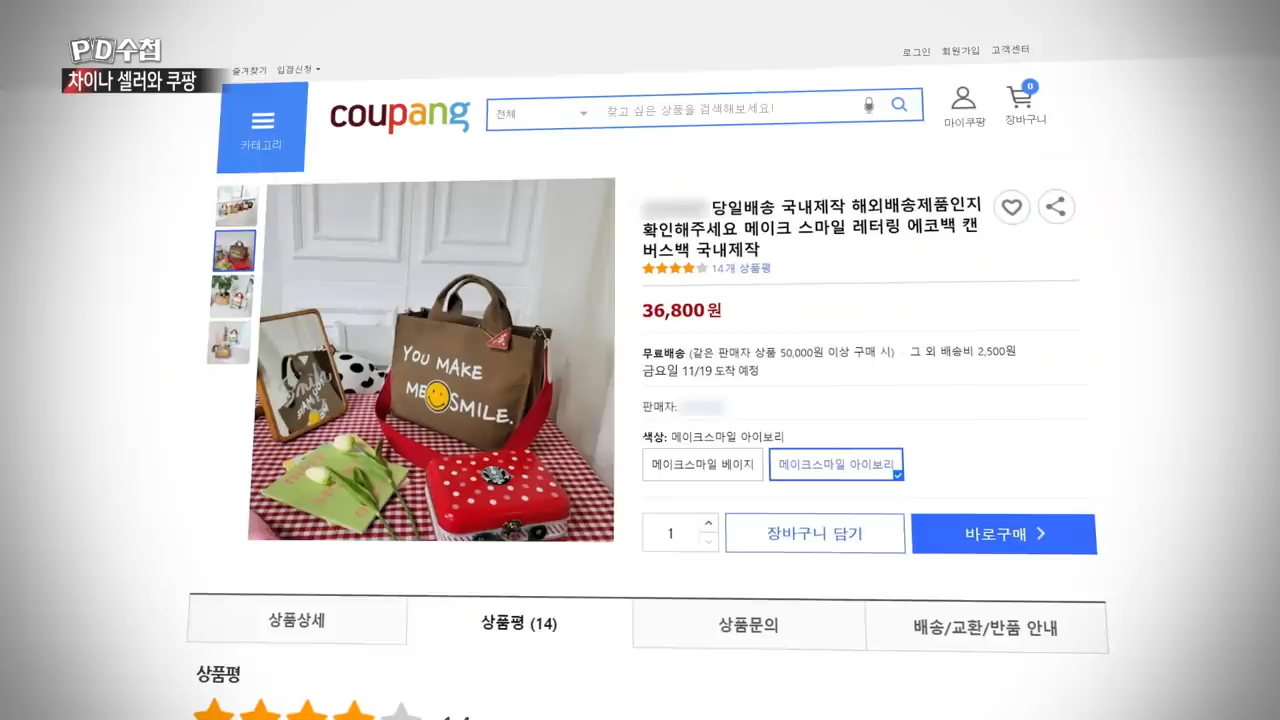 PD수첩
차이나 셀러와 쿠팡
즐겨찾기 입점신청
로그인 회원가입 고객센터
카테고리
coupang
전체
찾고 싶은 상품을 검색해보세요!
마이쿠팡
0
장바구니
당일배송 국내제작 해외배송제품인지
확인해주세요 메이크 스마일 레터링 에코백 캔
버스백 국내제작
14개 상품평
36,800원
무료배송 (같은 판매자 상품 50,000원 이상 구매 시) 그 외 배송비 2,500원
금요일 11/19 도착 예정
판매자:
색상: 메이크스마일 아이보리
메이크스마일 베이지
메이크스마일 아이보리
1
장바구니 담기
바로구매
YOU MAKE
ME SMILE.
상품상세
상품평 (14)
상품문의
배송/교환/반품 안내
상품평